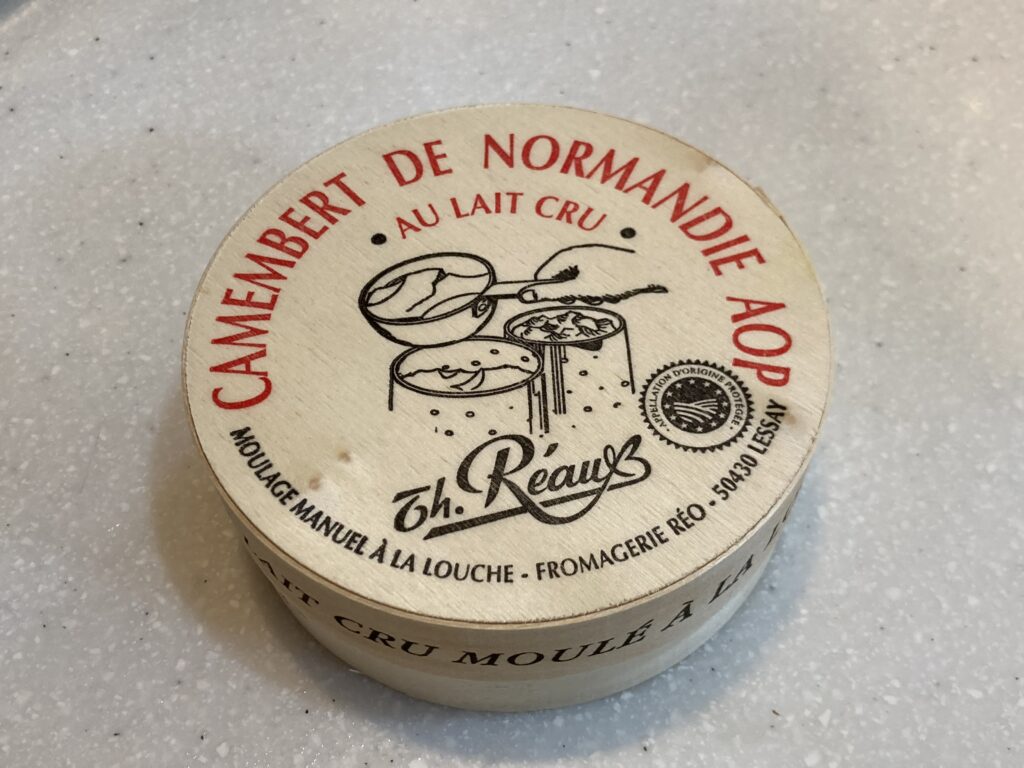 CAMEMBERT DE NORMANDIE AOP
AU LAIT CRU
APPELLATION D'ORIGINE PROTÉGÉE
Th. Réaux
MOULAGE MANUEL À LA LOUCHE - FROMAGERIE RÉO - 50430 LESSAY
LAIT CRU MOULÉ À LA